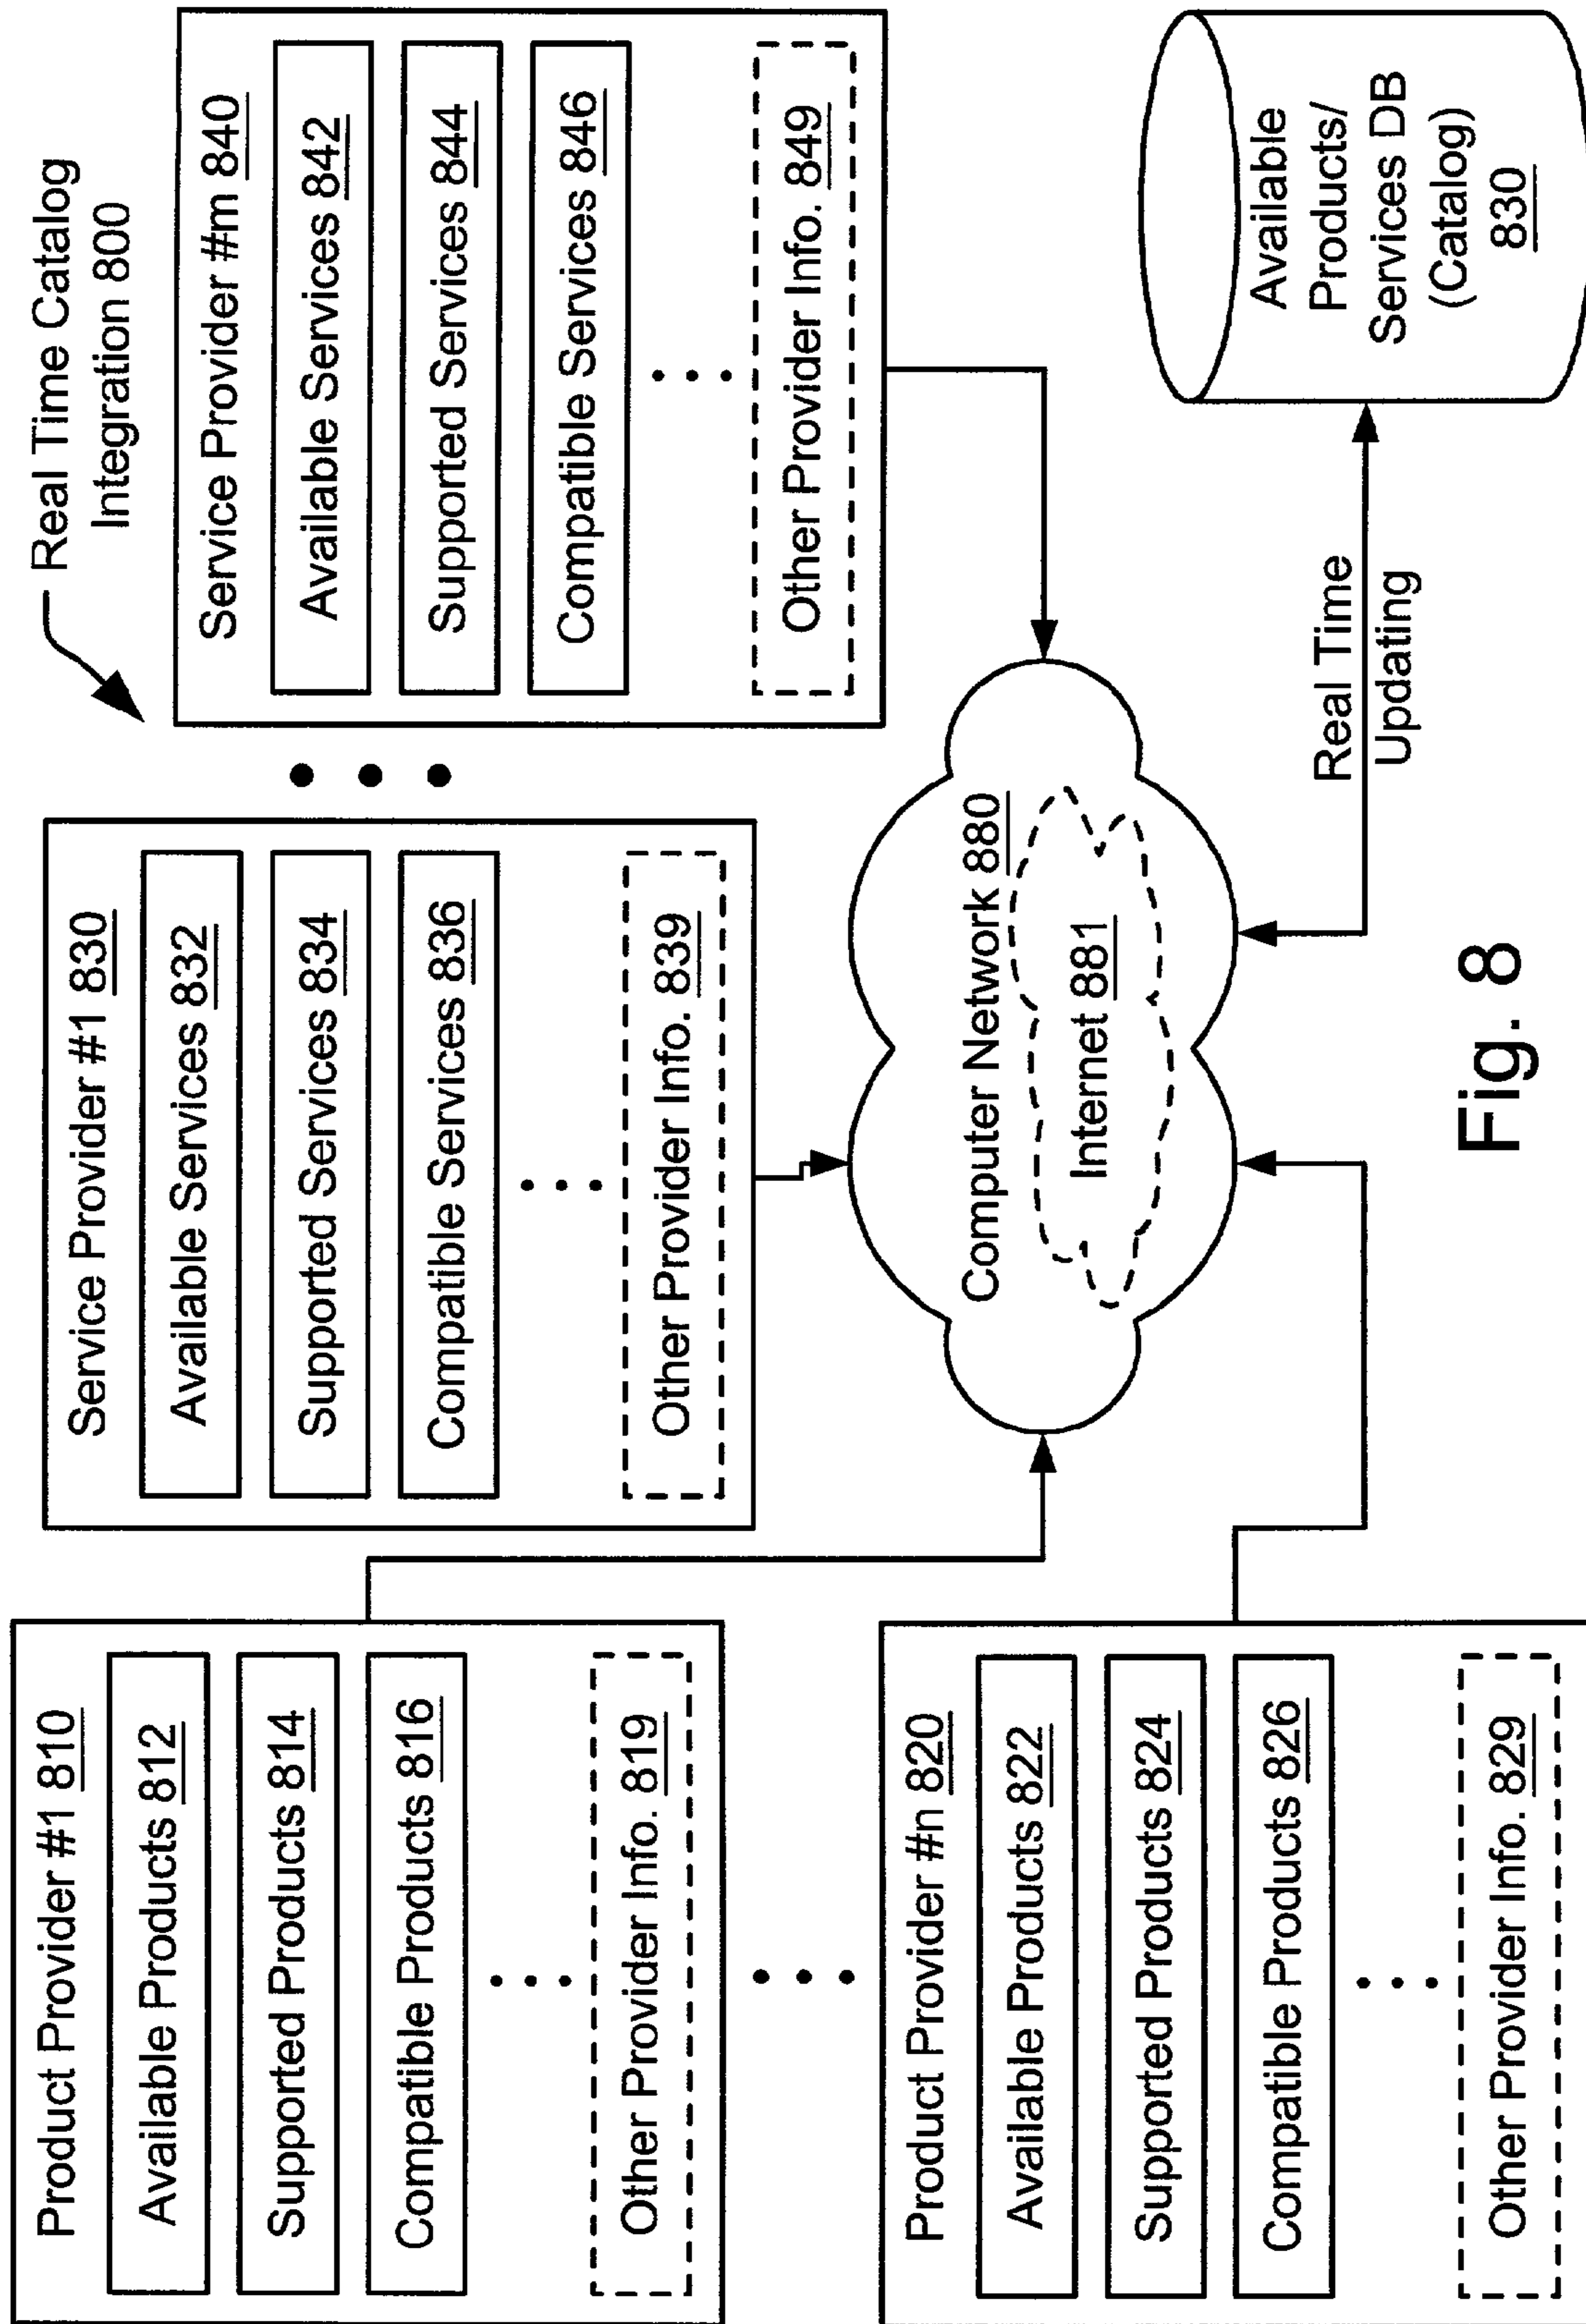 Real Time Catalog
Integration 800
Product Provider #1 810
Available Products 812
Supported Products 814
Compatible Products 816
Other Provider Info. 819
Service Provider #1 830
Available Services 832
Supported Services 834
Compatible Services 836
Other Provider Info. 839
Service Provider #m 840
Available Services 842
Supported Services 844
Compatible Services 846
Other Provider Info. 849
Product Provider #n 820
Available Products 822
Supported Products 824
Compatible Products 826
Other Provider Info. 829
Computer Network 880
Internet 881
Real Time
Updating
Available
Products/
Services DB
(Catalog)
830
Fig. 8